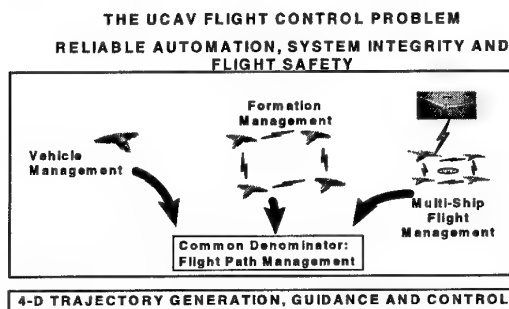 THE UCAV FLIGHT CONTROL PROBLEM
RELIABLE AUTOMATION, SYSTEM INTEGRITY AND
FLIGHT SAFETY
Formation
Management
Vehicle
Management
Multi-Ship
Flight
Management
Common Denominator:
Flight Path Management
4-D TRAJECTORY GENERATION, GUIDANCE AND CONTROL